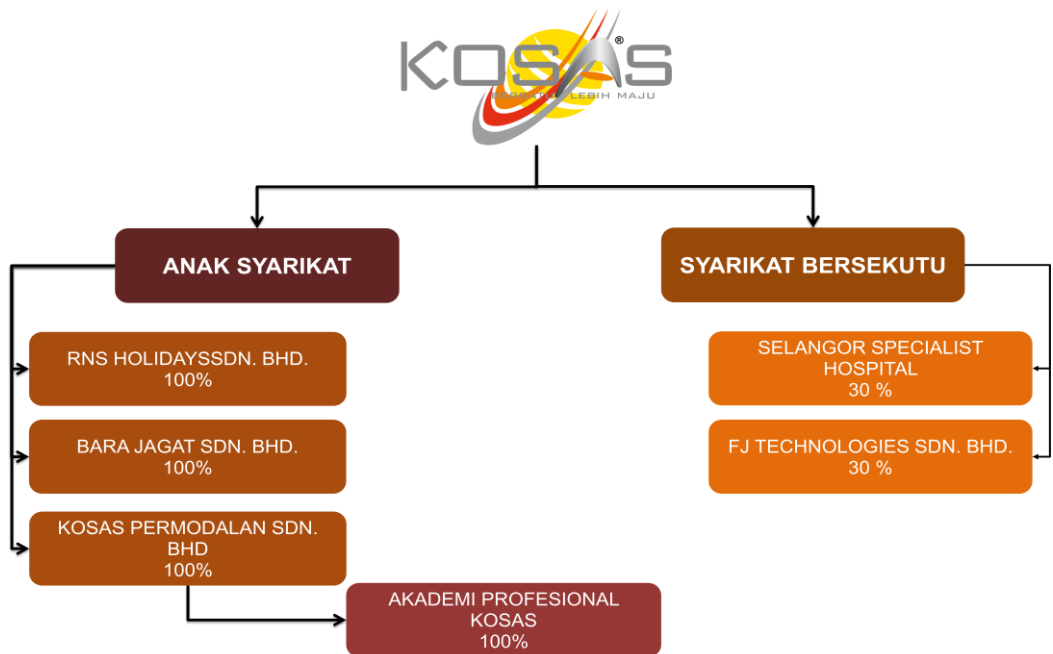 KOSAS®
BERSATU LEBIH MAJU
ANAK SYARIKAT
SYARIKAT BERSEKUTU
RNS HOLIDAYSSDN. BHD.
100%
BARA JAGAT SDN. BHD.
100%
KOSAS PERMODALAN SDN.
BHD
100%
AKADEMI PROFESIONAL
KOSAS
100%
SELANGOR SPECIALIST
HOSPITAL
30 %
FJ TECHNOLOGIES SDN. BHD.
30 %